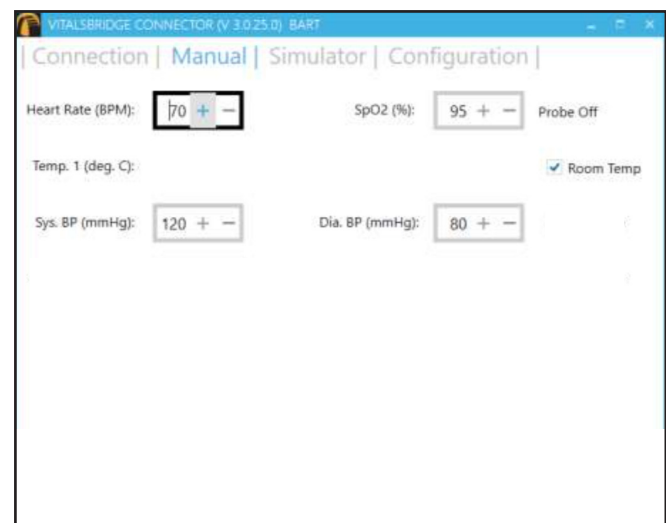 VITALSBRIDGE CONNECTOR (V 3.0.25.0) BART
| Connection | Manual | Simulator | Configuration |
Heart Rate (BPM): 70 + − SpO2 (%): 95 + − Probe Off
Temp. 1 (deg. C): Room Temp
Sys. BP (mmHg): 120 + − Dia. BP (mmHg): 80 + −